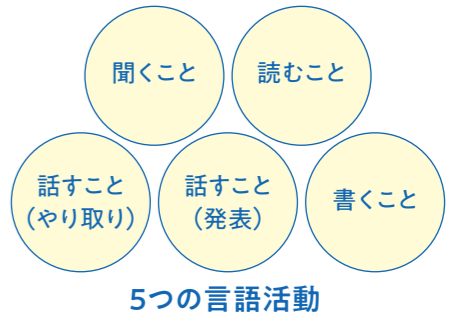 聞くこと
読むこと
話すこと
（やり取り）
話すこと
（発表）
書くこと
5つの言語活動